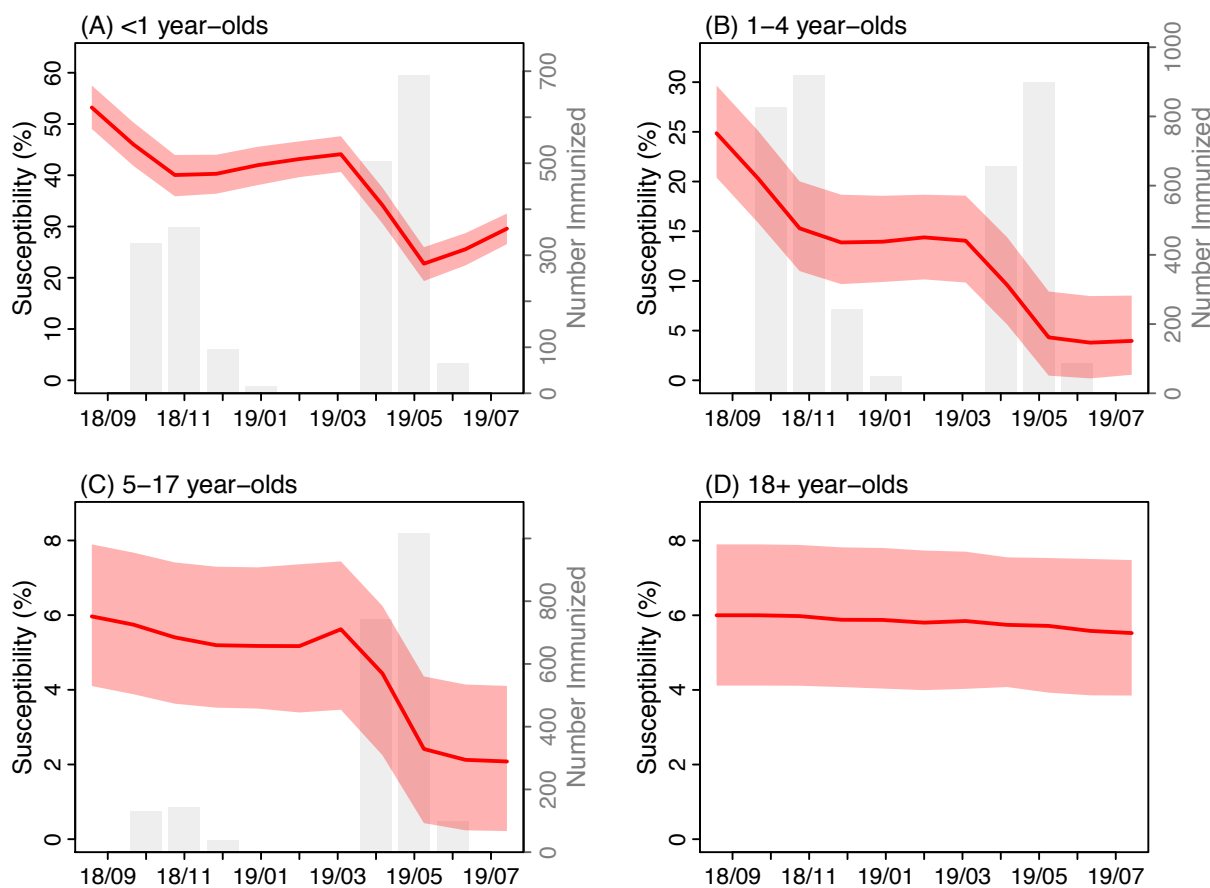 (A) <1 year−olds
Susceptibility (%)
0 10 20 30 40 50 60
Number Immunized
0 100 300 500 700
18/09 18/11 19/01 19/03 19/05 19/07
(B) 1−4 year−olds
Susceptibility (%)
0 5 10 15 20 25 30
Number Immunized
0 200 400 600 800 1000
18/09 18/11 19/01 19/03 19/05 19/07
(C) 5−17 year−olds
Susceptibility (%)
0 2 4 6 8
Number Immunized
0 200 400 600 800
18/09 18/11 19/01 19/03 19/05 19/07
(D) 18+ year−olds
Susceptibility (%)
0 2 4 6 8
18/09 18/11 19/01 19/03 19/05 19/07